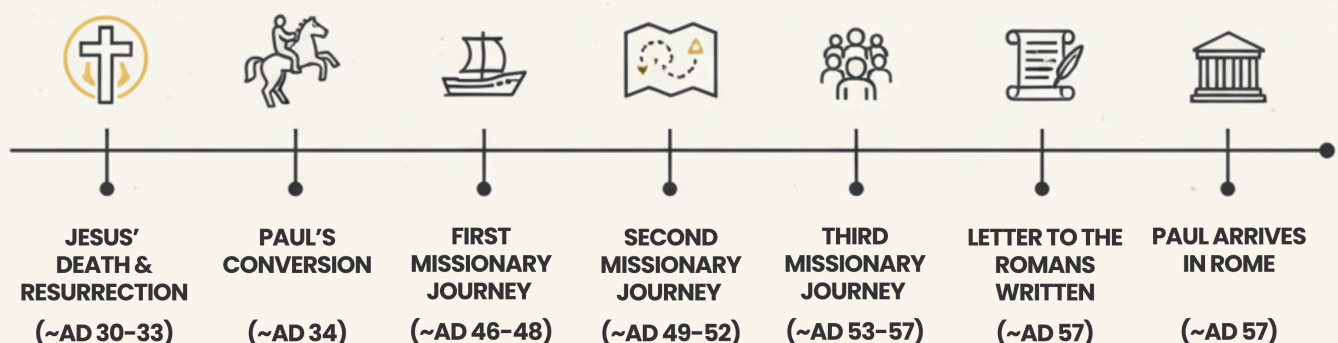 JESUS'
DEATH &
RESURRECTION
(~AD 30–33)
PAUL'S
CONVERSION
(~AD 34)
FIRST
MISSIONARY
JOURNEY
(~AD 46–48)
SECOND
MISSIONARY
JOURNEY
(~AD 49–52)
THIRD
MISSIONARY
JOURNEY
(~AD 53–57)
LETTER TO THE
ROMANS
WRITTEN
(~AD 57)
PAUL ARRIVES
IN ROME
(~AD 57)